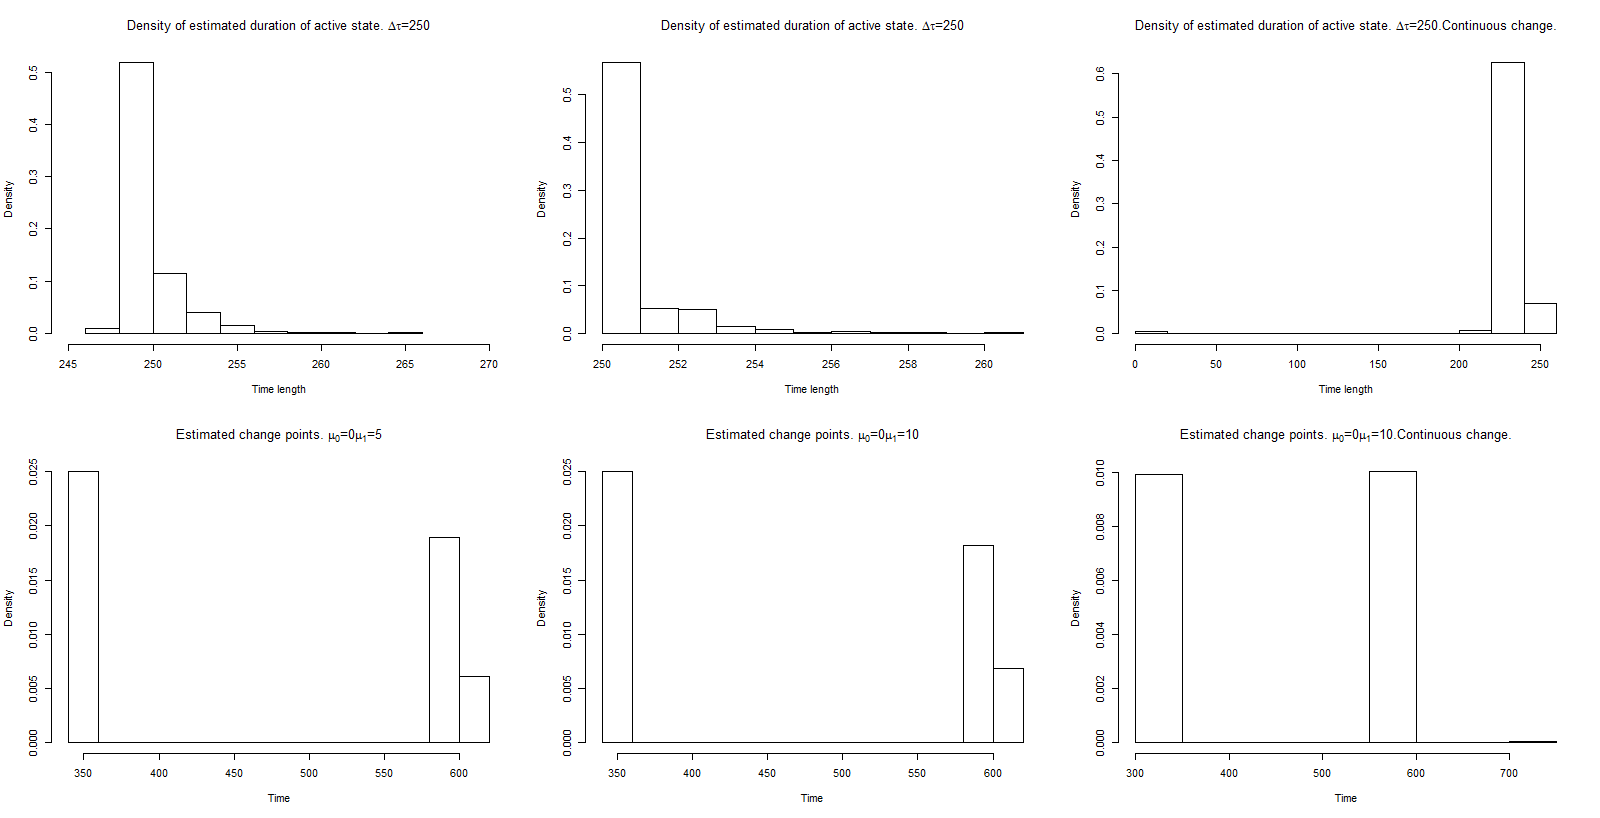 Density of estimated duration of active state. Δτ=250
Density
0.0 0.1 0.2 0.3 0.4 0.5
245 250 255 260 265 270
Time length
Density of estimated duration of active state. Δτ=250
Density
0.0 0.1 0.2 0.3 0.4 0.5
250 252 254 256 258 260
Time length
Density of estimated duration of active state. Δτ=250.Continuous change.
Density
0.0 0.1 0.2 0.3 0.4 0.5 0.6
0 50 100 150 200 250
Time length
Estimated change points. μ₀=0μ₁=5
Density
0.000 0.005 0.010 0.015 0.020 0.025
350 400 450 500 550 600
Time
Estimated change points. μ₀=0μ₁=10
Density
0.000 0.005 0.010 0.015 0.020 0.025
350 400 450 500 550 600
Time
Estimated change points. μ₀=0μ₁=10.Continuous change.
Density
0.000 0.002 0.004 0.006 0.008 0.010
300 400 500 600 700
Time